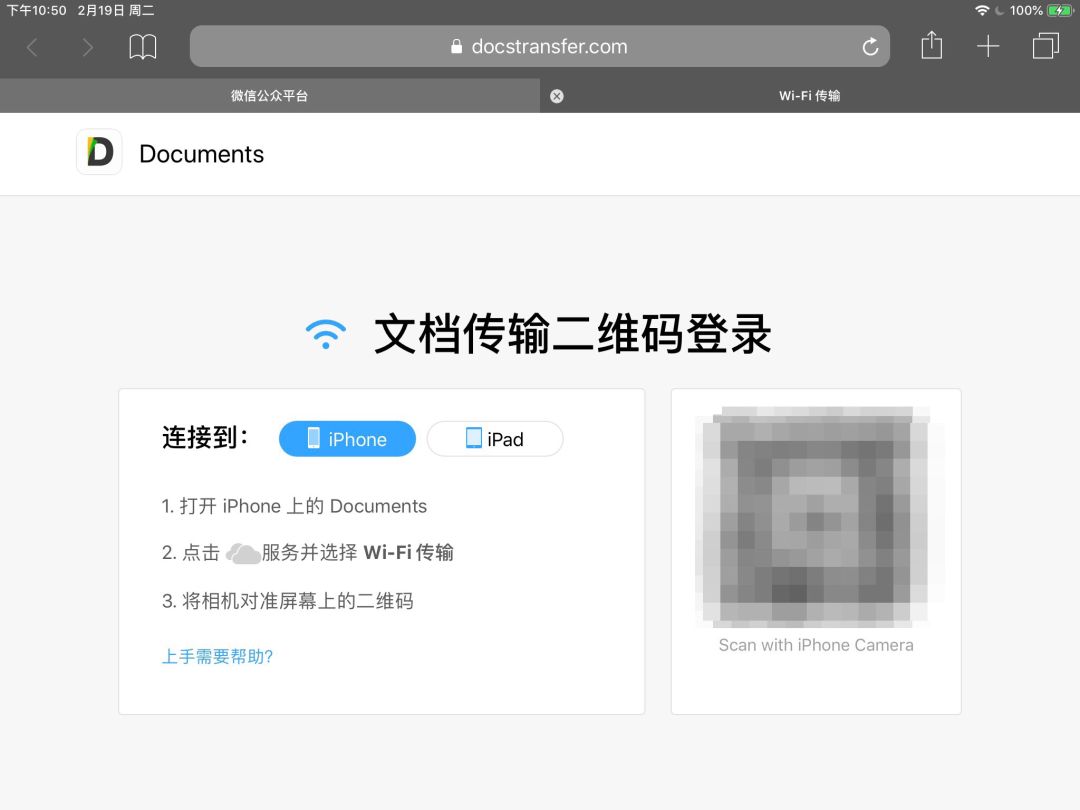 下午10:50 2月19日 周二 100%
docstransfer.com
微信公众平台 Wi-Fi 传输
Documents
文档传输二维码登录
连接到： iPhone iPad
1. 打开 iPhone 上的 Documents
2. 点击 服务并选择 Wi-Fi 传输
3. 将相机对准屏幕上的二维码
上手需要帮助?
Scan with iPhone Camera